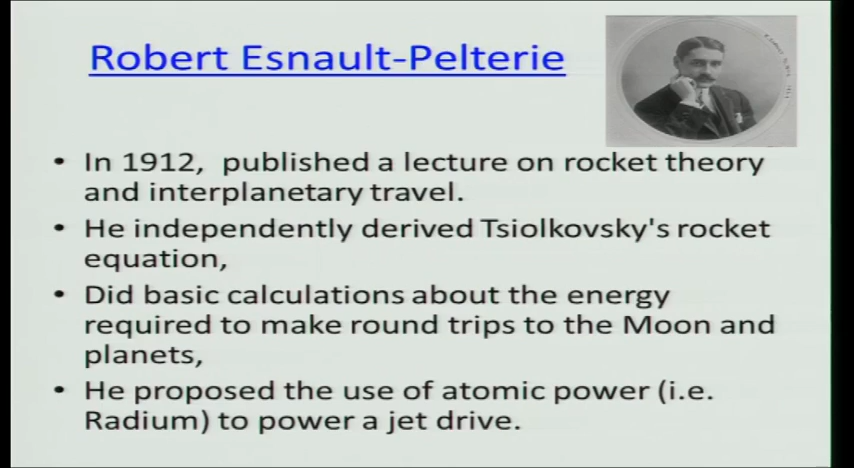 Robert Esnault-Pelterie
• In 1912, published a lecture on rocket theory
and interplanetary travel.
• He independently derived Tsiolkovsky's rocket
equation,
• Did basic calculations about the energy
required to make round trips to the Moon and
planets,
• He proposed the use of atomic power (i.e.
Radium) to power a jet drive.